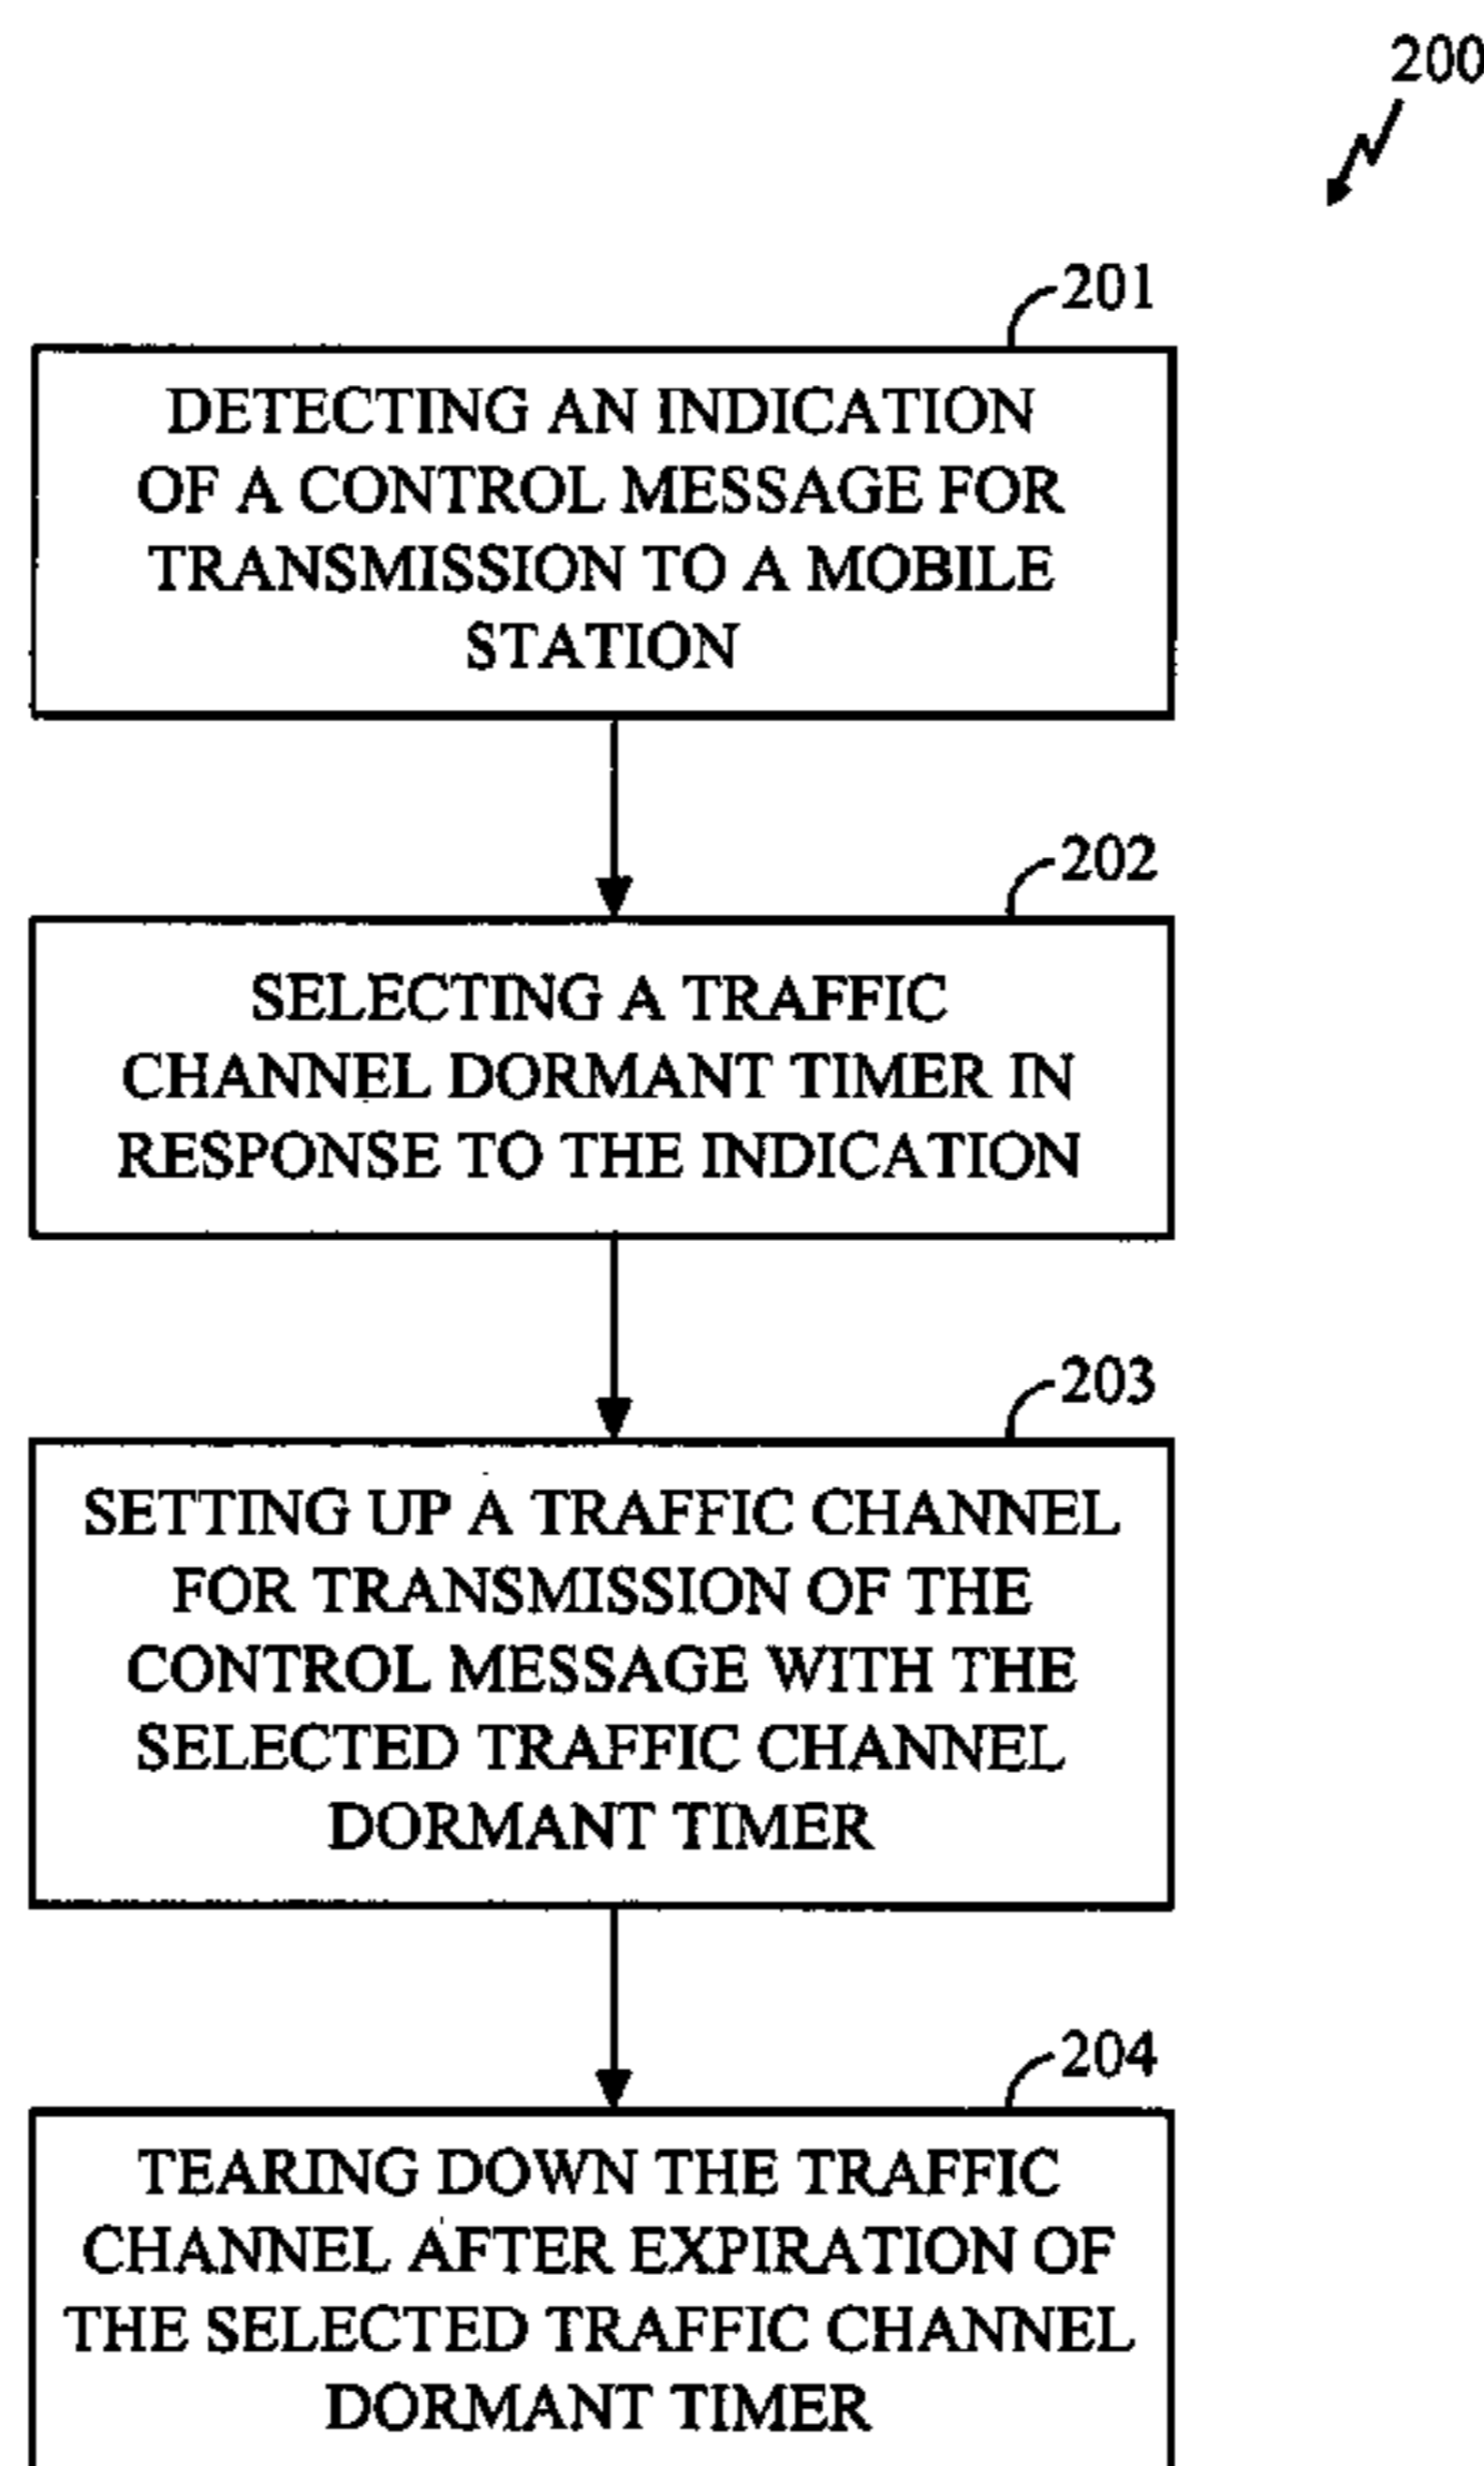 200
201
DETECTING AN INDICATION
OF A CONTROL MESSAGE FOR
TRANSMISSION TO A MOBILE
STATION
202
SELECTING A TRAFFIC
CHANNEL DORMANT TIMER IN
RESPONSE TO THE INDICATION
203
SETTING UP A TRAFFIC CHANNEL
FOR TRANSMISSION OF THE
CONTROL MESSAGE WITH THE
SELECTED TRAFFIC CHANNEL
DORMANT TIMER
204
TEARING DOWN THE TRAFFIC
CHANNEL AFTER EXPIRATION OF
THE SELECTED TRAFFIC CHANNEL
DORMANT TIMER